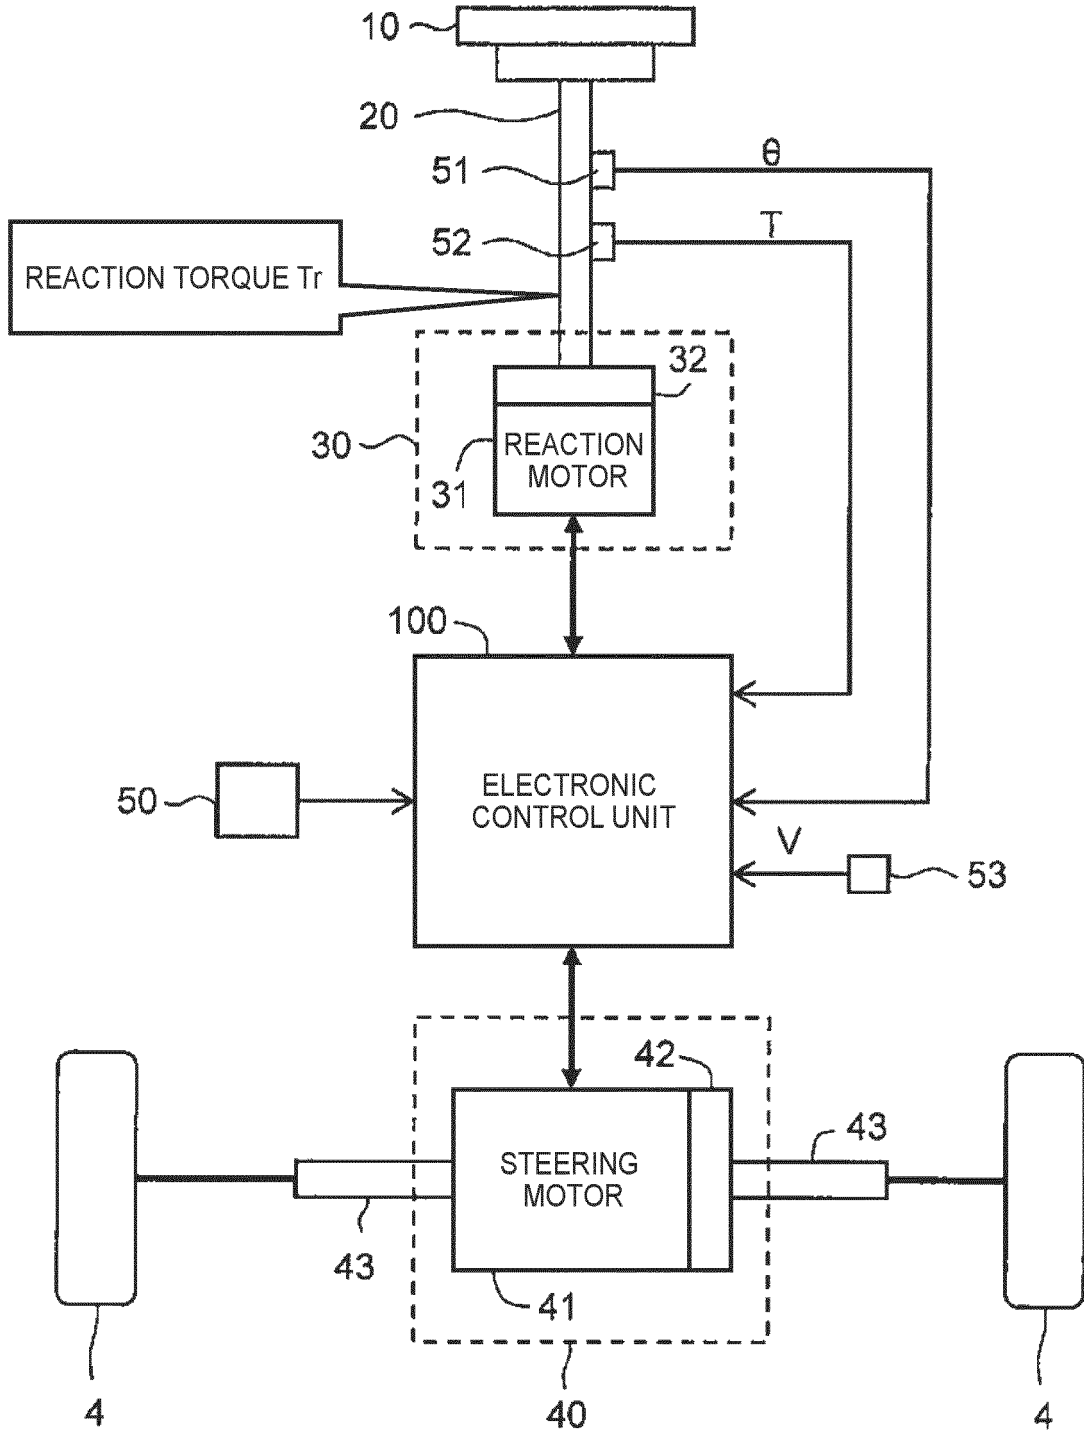 10
20
51
θ
52
T
REACTION TORQUE Tr
32
30
REACTION
MOTOR
31
100
ELECTRONIC
CONTROL UNIT
50
V
53
42
43
STEERING
MOTOR
43
41
4
40
4